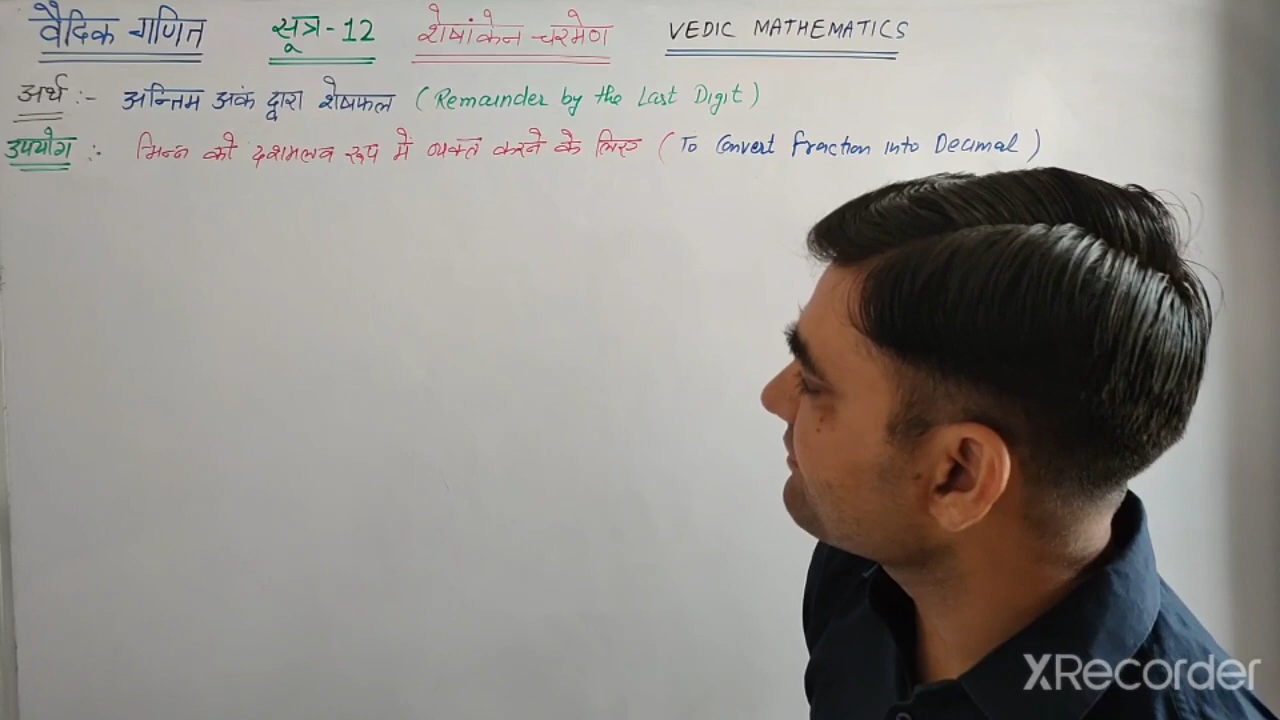 वैदिक गणित सूत्र-12 शेषांकेन चरमेण VEDIC MATHEMATICS
अर्थ :- अन्तिम अंक द्वारा शेषफल (Remainder by the Last Digit)
उपयोग :- भिन्न को दशमलव रूप में व्यक्त करने के लिए (To Convert fraction into Decimal)
XRecorder